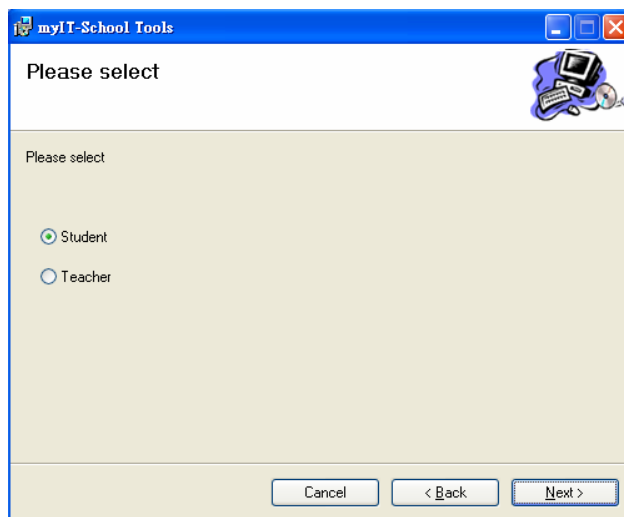 myIT-School Tools
Please select
Please select
Student
Teacher
Cancel
< Back
Next >